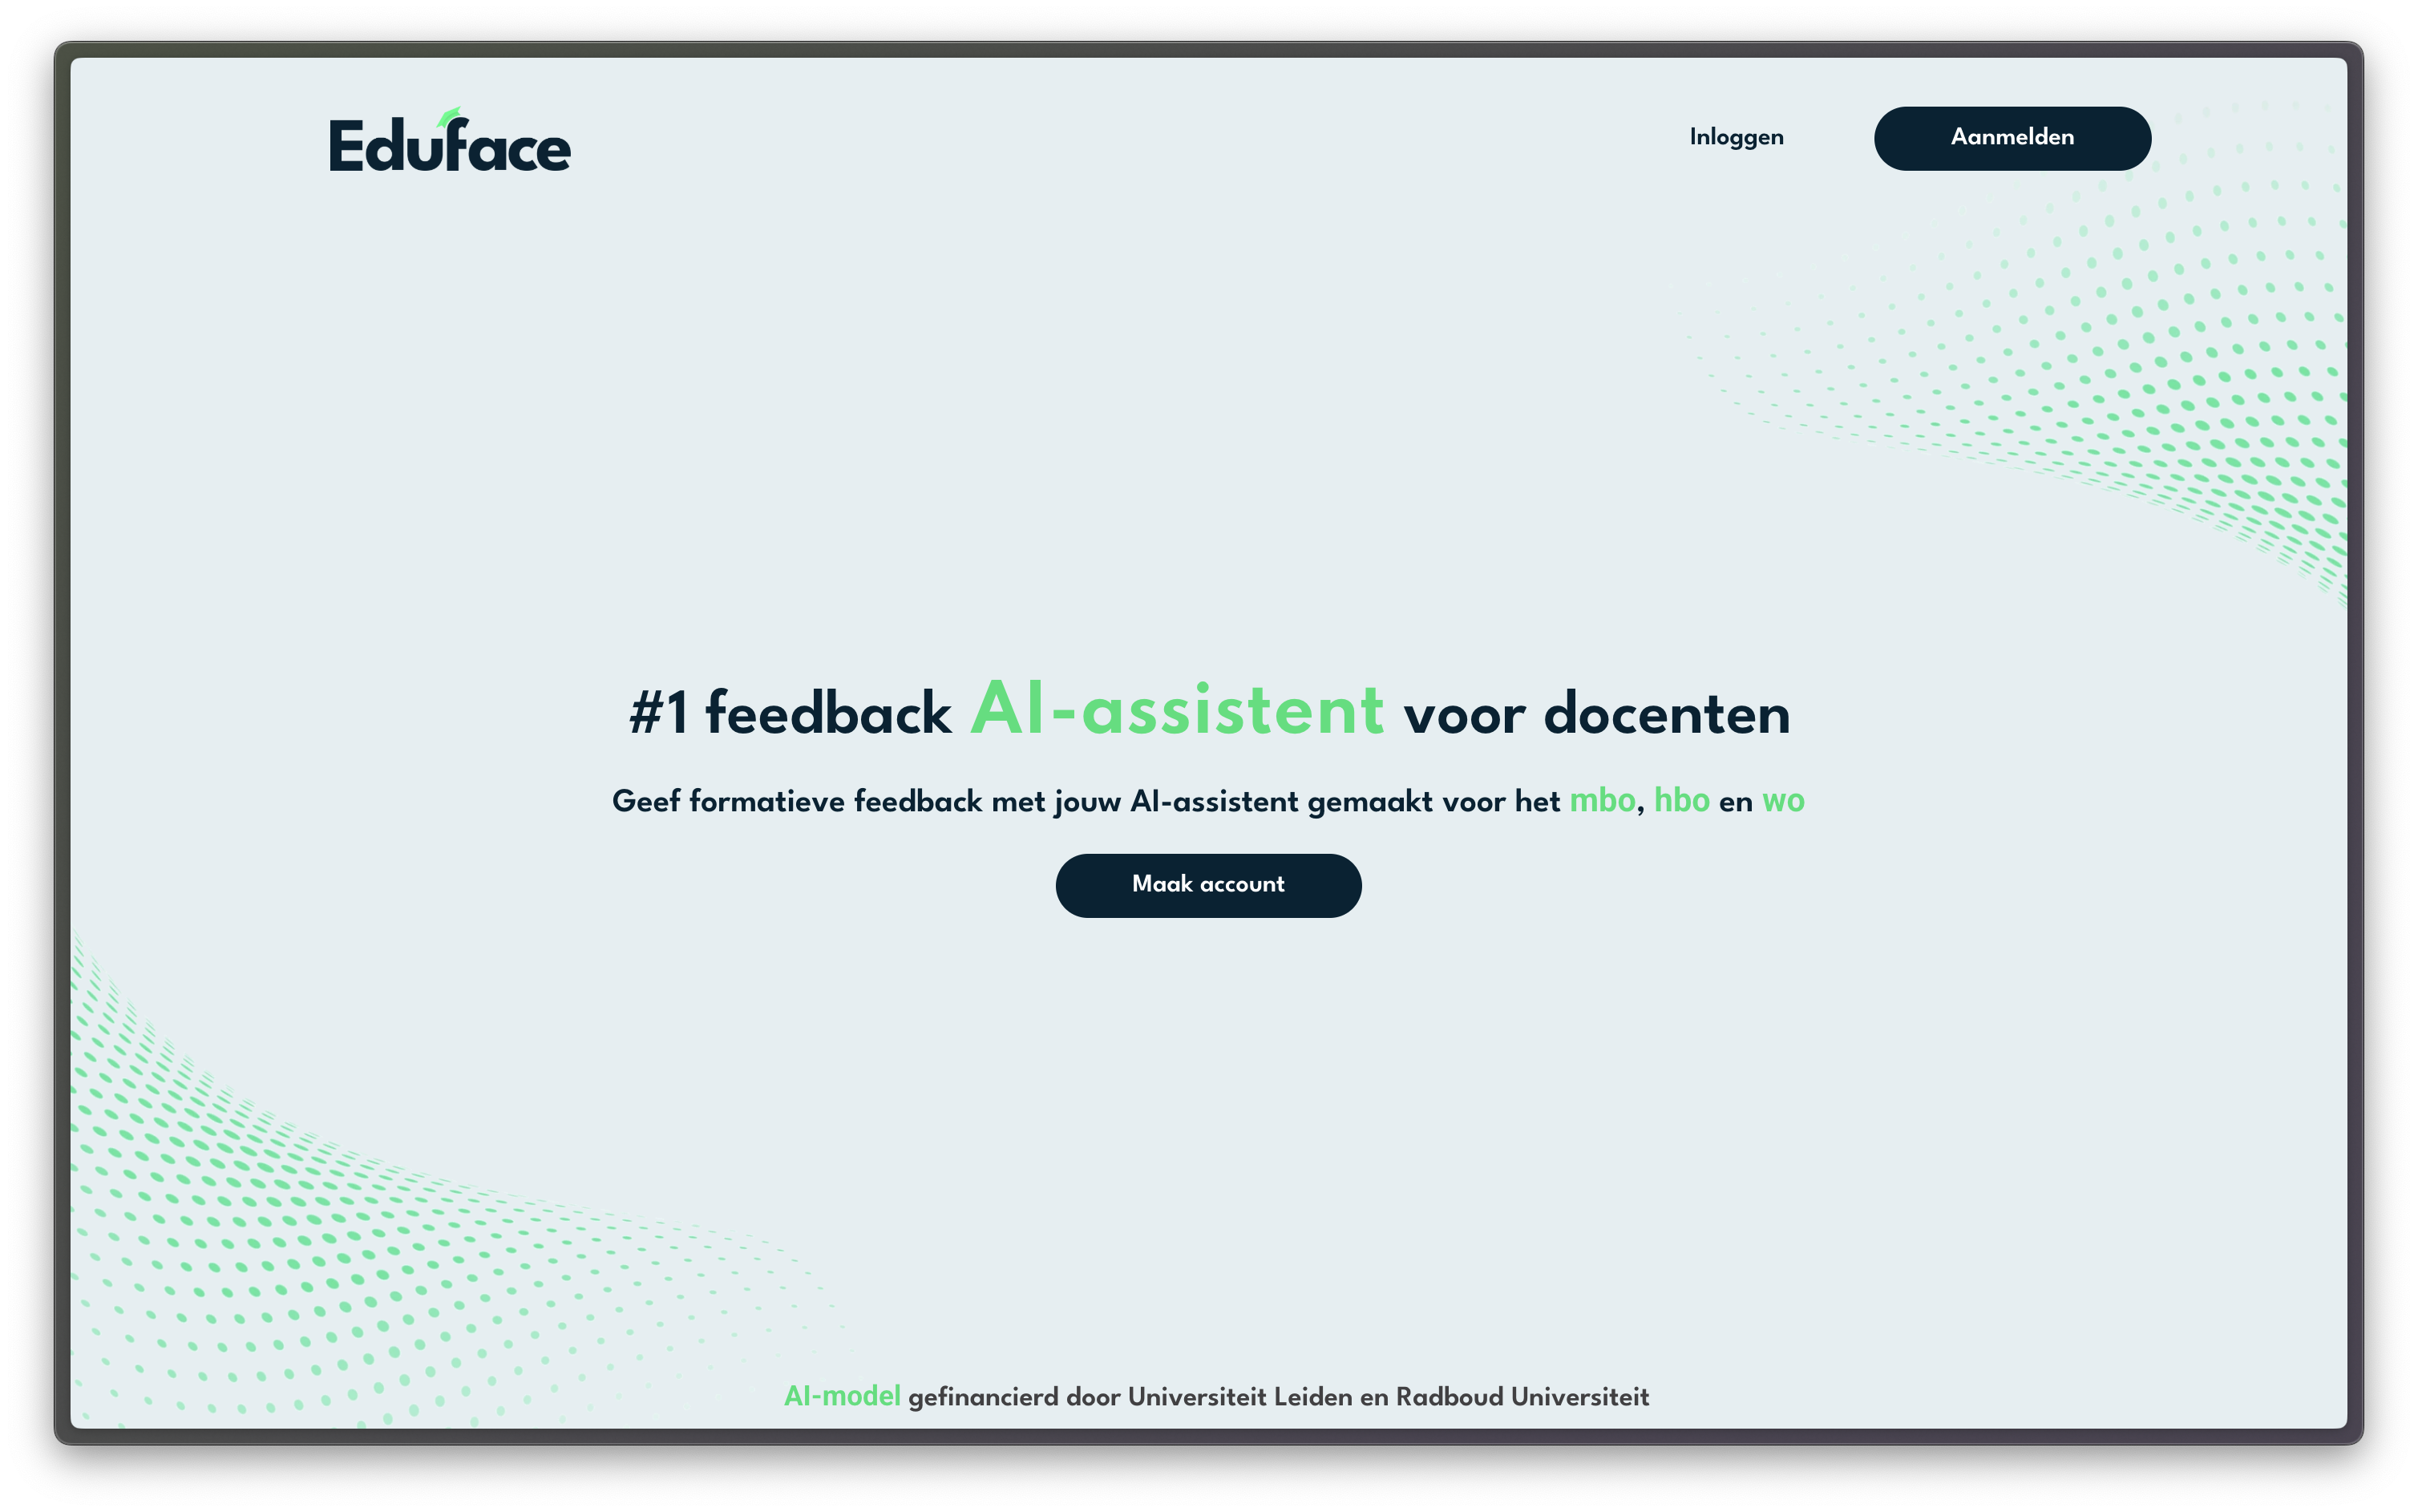 Eduface
Inloggen
Aanmelden
#1 feedback AI-assistent voor docenten
Geef formatieve feedback met jouw AI-assistent gemaakt voor het mbo, hbo en wo
Maak account
AI-model gefinancierd door Universiteit Leiden en Radboud Universiteit